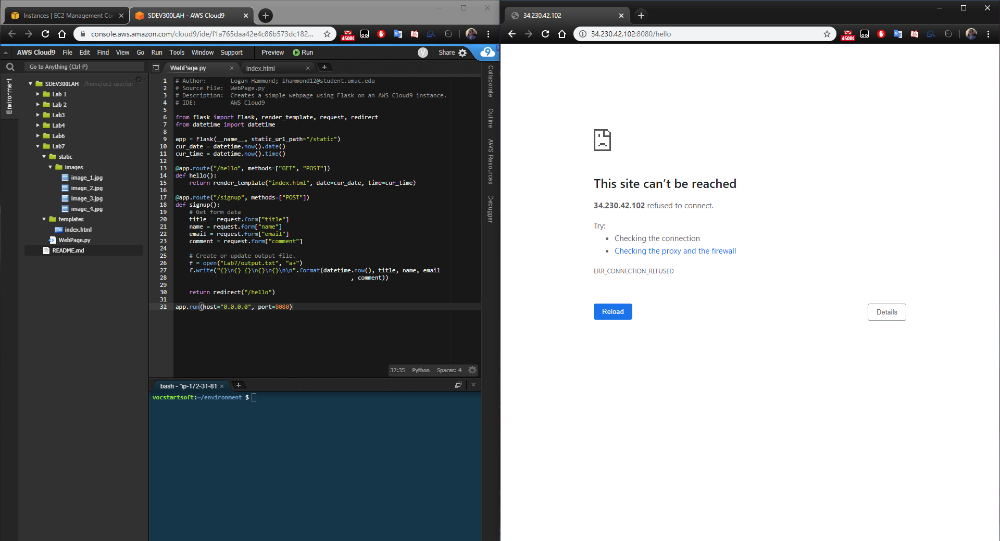 Instances | EC2 Management Con
SDEV300LAH - AWS Cloud9
console.aws.amazon.com/cloud9/ide/f1a765daa42e4c86b573dc182...
AWS Cloud9 File Edit Find View Go Run Tools Window Support Preview Run V Share 9
Go to Anything (Ctrl-P)
Environment
SDEV300LAH - /home/ec2-user/en
Lab 1
Lab 2
Lab3
Lab4
Lab6
Lab7
static
images
image_1.jpg
image_2.jpg
image_3.jpg
image_4.jpg
templates
index.html
WebPage.py
README.md
WebPage.py
index.html
1 # Author: Logan Hammond; lhammond12@student.umuc.edu
2 # Source File: WebPage.py
3 # Description: Creates a simple webpage using Flask on an AWS Cloud9 instance.
4 # IDE: AWS Cloud9
5
6 from flask import Flask, render_template, request, redirect
7 from datetime import datetime
8
9 app = Flask(__name__, static_url_path="/static")
10 cur_date = datetime.now().date()
11 cur_time = datetime.now().time()
12
13 @app.route("/hello", methods=["GET", "POST"])
14 def hello():
15 return render_template("index.html", date=cur_date, time=cur_time)
16
17 @app.route("/signup", methods=["POST"])
18 def signup():
19 # Get form data
20 title = request.form["title"]
21 name = request.form["name"]
22 email = request.form["email"]
23 comment = request.form["comment"]
24
25 # Create or update output file.
26 f = open("Lab7/output.txt", "a+")
27 f.write("{}\n{} {}\n{}\n{}\n\n".format(datetime.now(), title, name, email
28 , comment))
29
30 return redirect("/hello")
31
32 app.run(host="0.0.0.0", port=8080)
32:35 Python Spaces: 4
Collaborate
Outline
AWS Resources
Debugger
bash - "ip-172-31-81
vocstartsoft:~/environment $
34.230.42.102
34.230.42.102:8080/hello
This site can’t be reached
34.230.42.102 refused to connect.
Try:
• Checking the connection
• Checking the proxy and the firewall
ERR_CONNECTION_REFUSED
Reload
Details